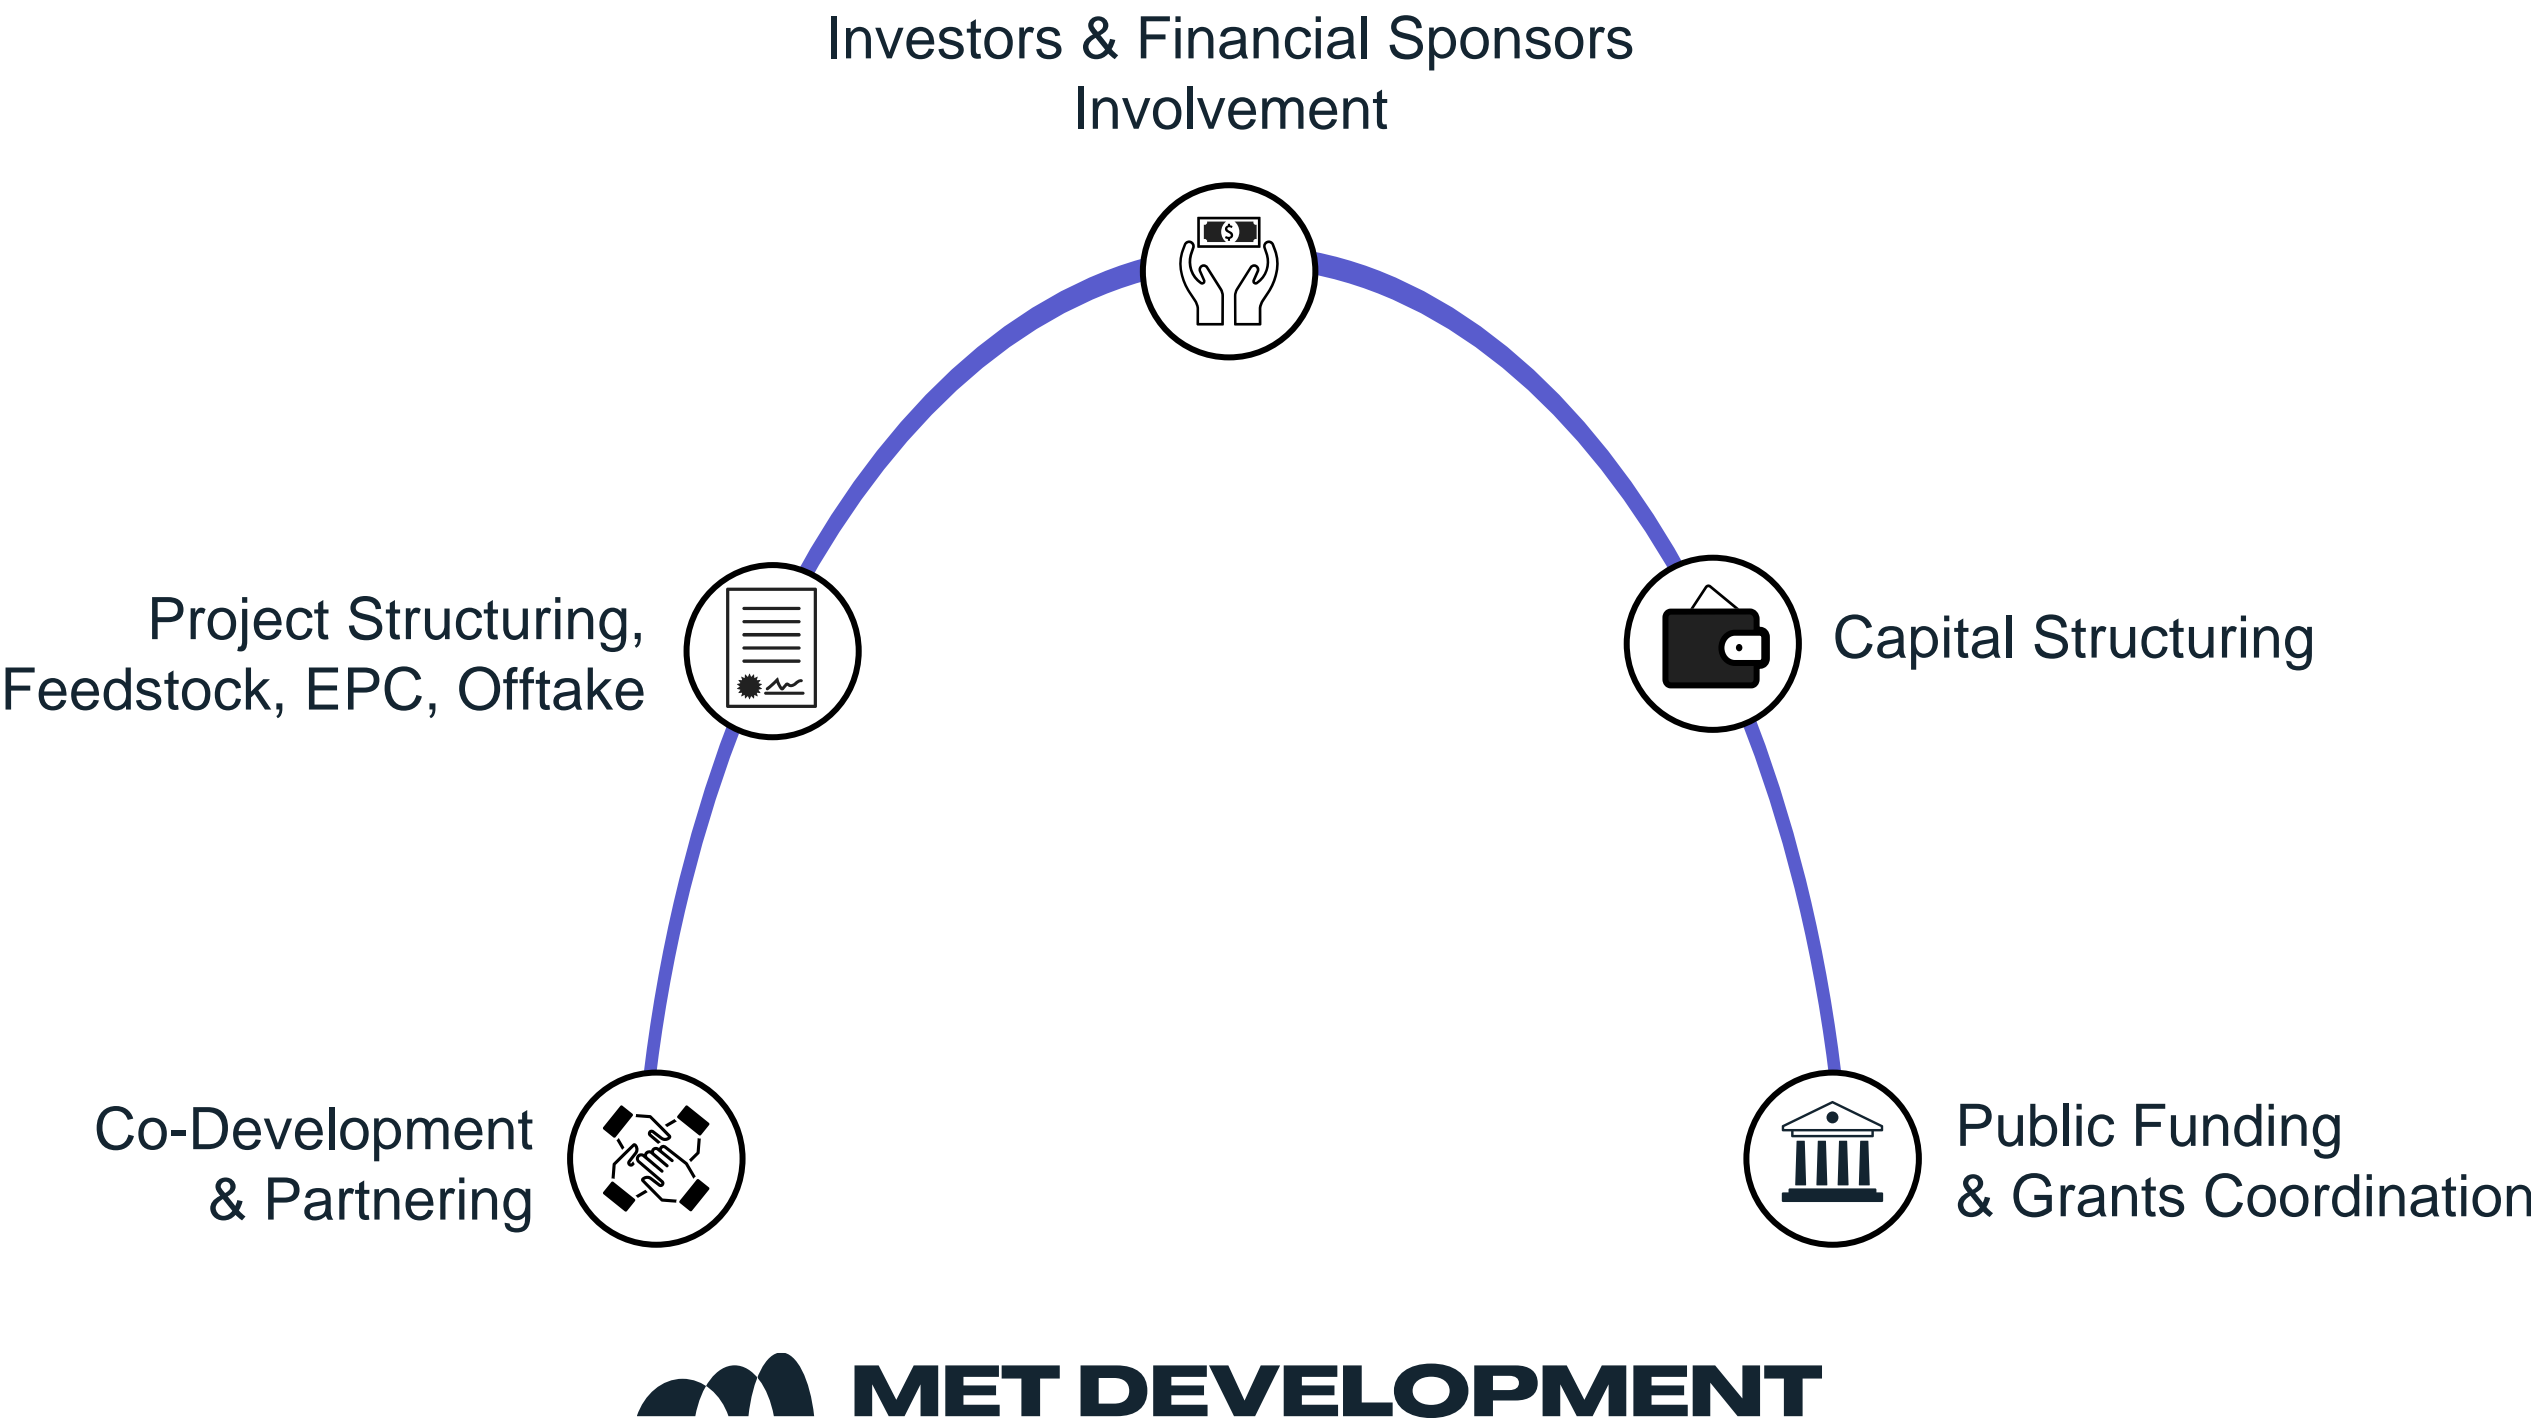 Investors & Financial Sponsors
Involvement
$
Project Structuring,
Feedstock, EPC, Offtake
Capital Structuring
Co-Development
& Partnering
Public Funding
& Grants Coordination
MET DEVELOPMENT